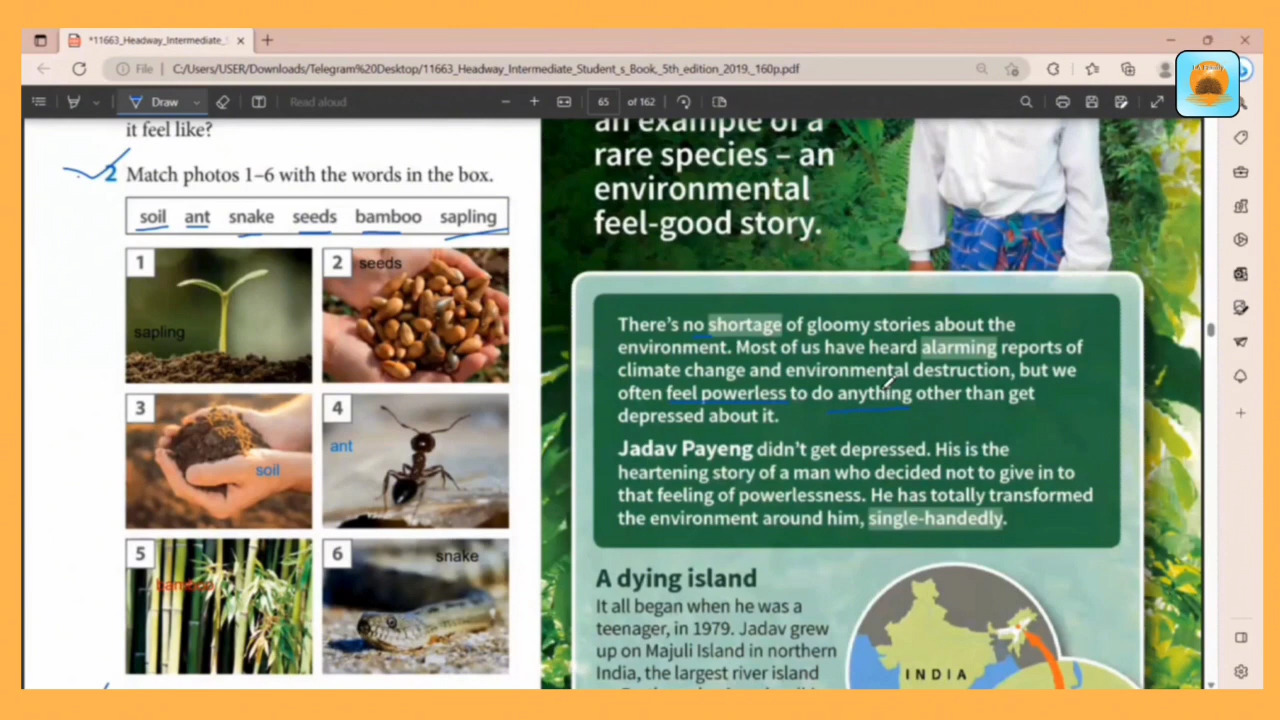 *11663_Headway_Intermediate_S
File
C:/Users/USER/Downloads/Telegram%20Desktop/11663_Headway_Intermediate_Student_s_Book,_5th_edition_2019,_160p.pdf
Draw
Read aloud
65 of 162
it feel like?
2 Match photos 1–6 with the words in the box.
soil ant snake seeds bamboo sapling
1
sapling
2
seeds
3
soil
4
ant
5
bamboo
6
snake
an example of a
rare species – an
environmental
feel-good story.
There's no shortage of gloomy stories about the
environment. Most of us have heard alarming reports of
climate change and environmental destruction, but we
often feel powerless to do anything other than get
depressed about it.
Jadav Payeng didn't get depressed. His is the
heartening story of a man who decided not to give in to
that feeling of powerlessness. He has totally transformed
the environment around him, single-handedly.
A dying island
It all began when he was a
teenager, in 1979. Jadav grew
up on Majuli Island in northern
India, the largest river island
INDIA